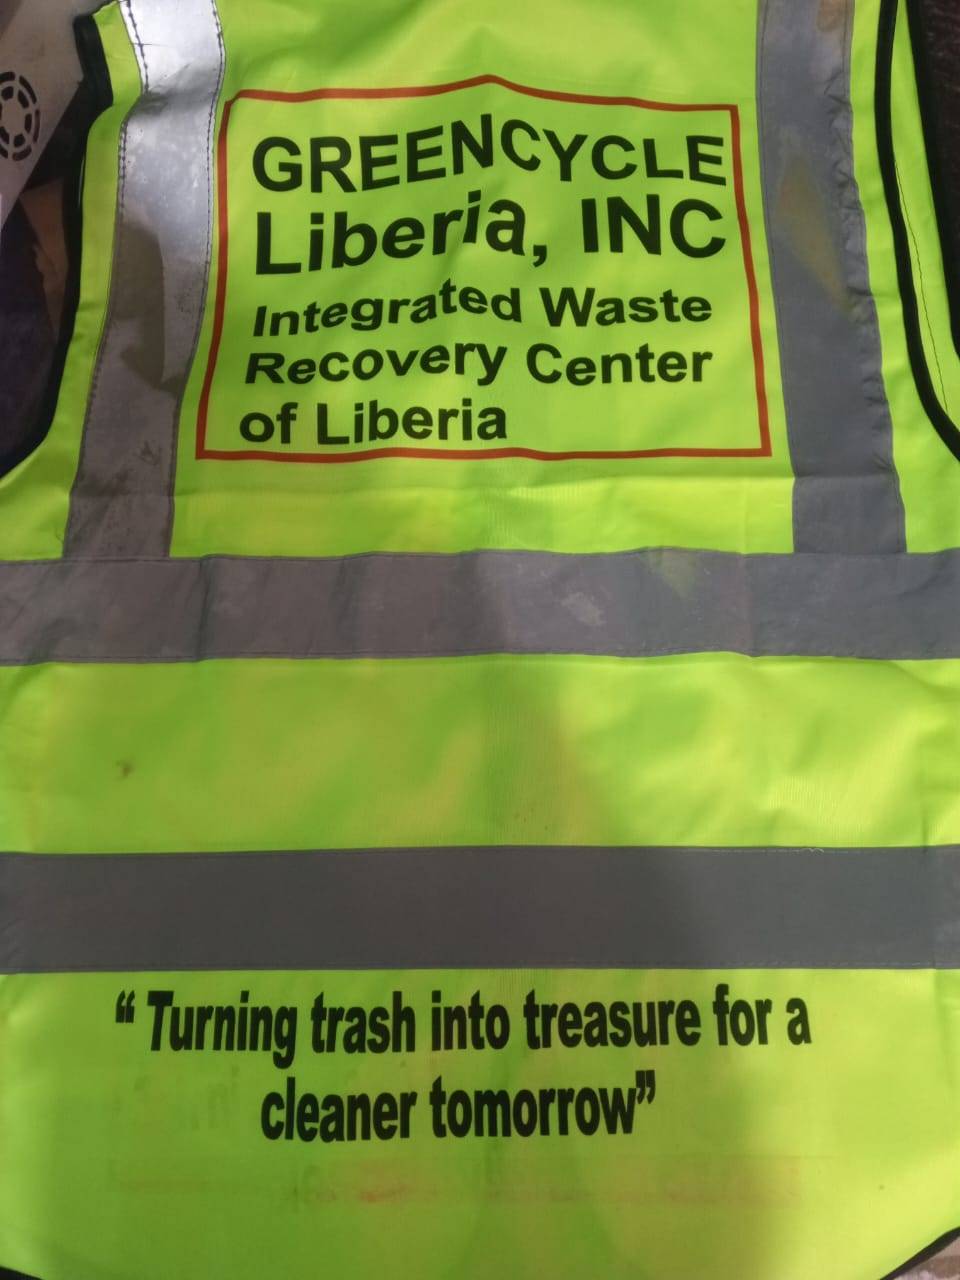 GREENCYCLE
Liberia, INC
Integrated Waste
Recovery Center
of Liberia
“ Turning trash into treasure for a
cleaner tomorrow”